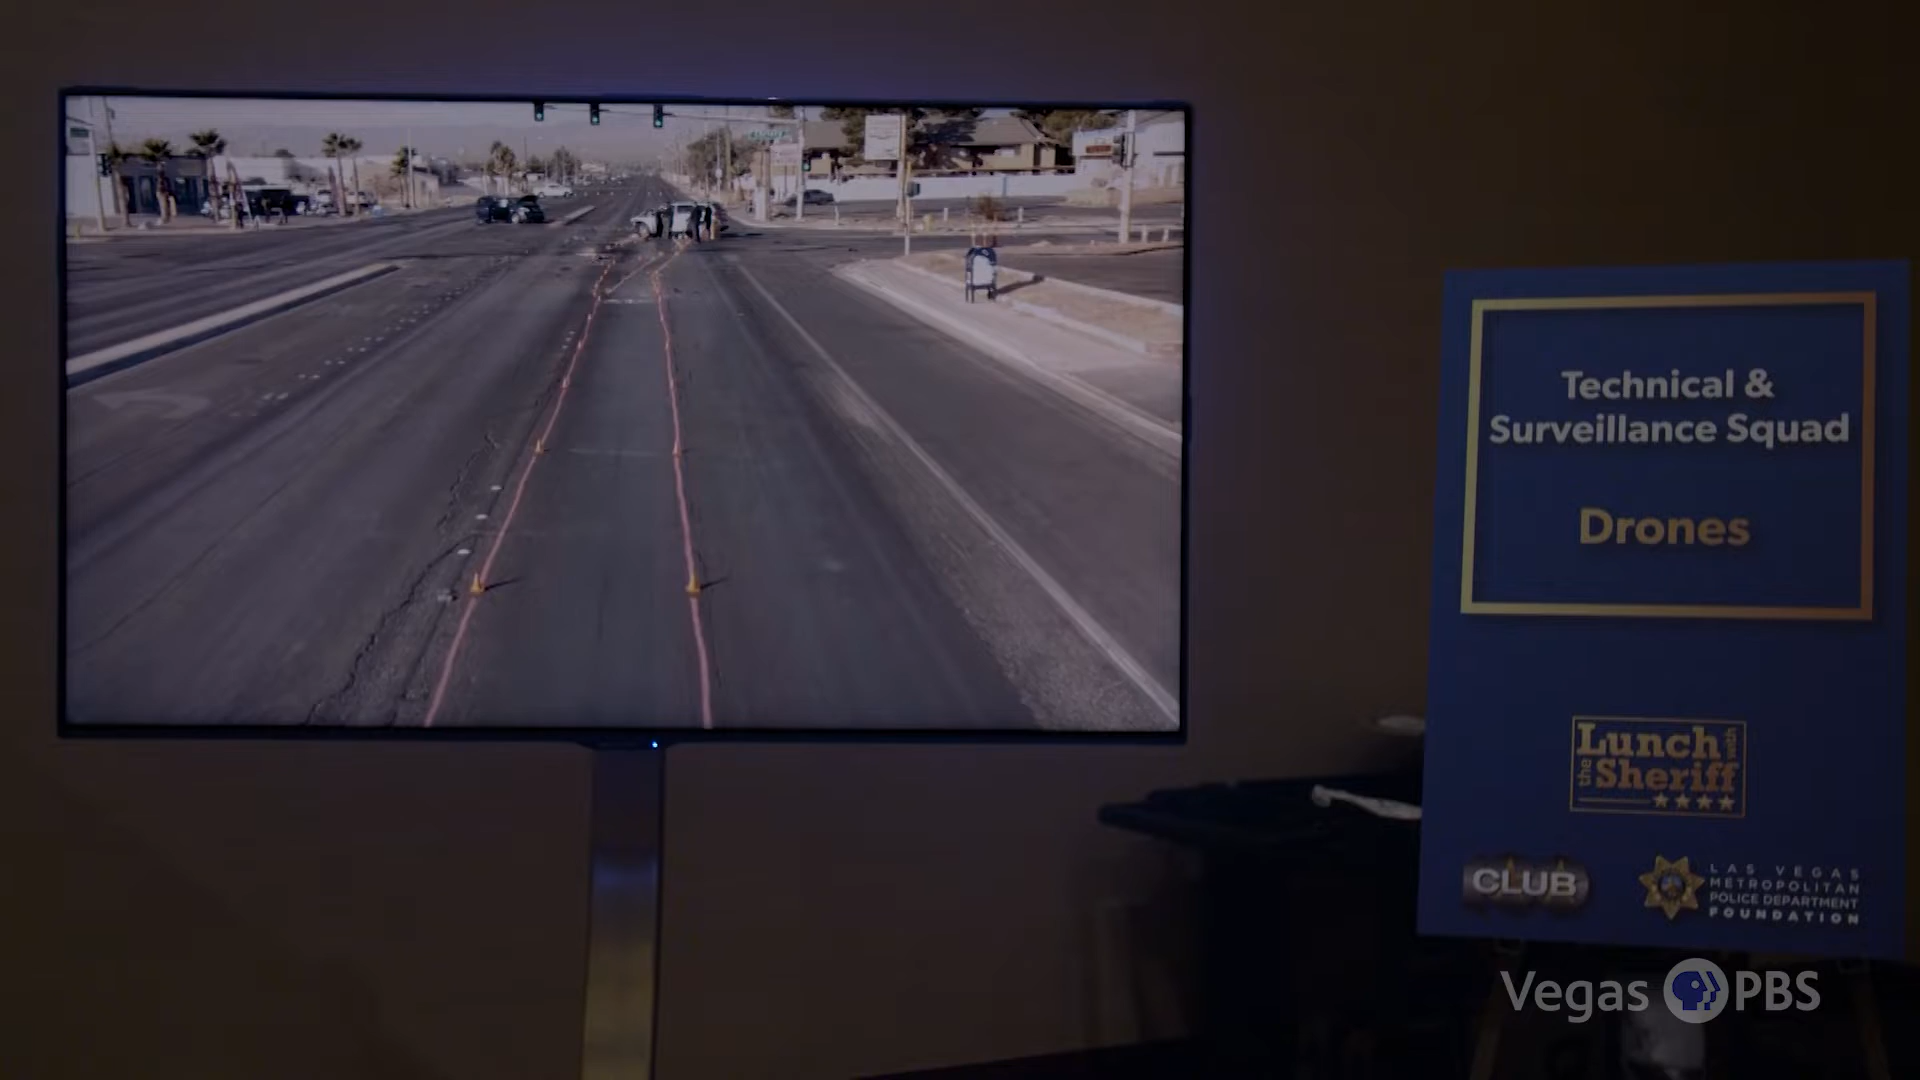 Technical &
Surveillance Squad
Drones
Lunch with
the Sheriff
CLUB
LAS VEGAS
METROPOLITAN
POLICE DEPARTMENT
FOUNDATION
Vegas PBS